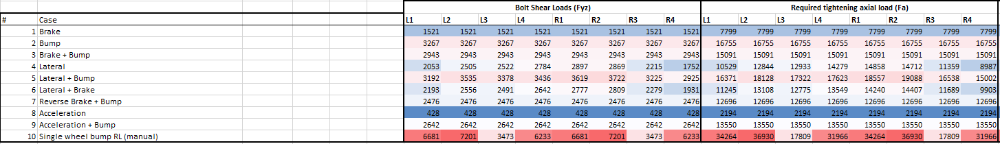 Bolt Shear Loads (Fyz) Required tightening axial load (Fa)
# Case L1 L2 L3 L4 R1 R2 R3 R4 L1 L2 L3 L4 R1 R2 R3 R4
1 Brake 1521 1521 1521 1521 1521 1521 1521 1521 7799 7799 7799 7799 7799 7799 7799 7799
2 Bump 3267 3267 3267 3267 3267 3267 3267 3267 16755 16755 16755 16755 16755 16755 16755 16755
3 Brake + Bump 2943 2943 2943 2943 2943 2943 2943 2943 15091 15091 15091 15091 15091 15091 15091 15091
4 Lateral 2053 2505 2522 2784 2897 2869 2215 1752 10529 12844 12933 14279 14858 14712 11359 8987
5 Lateral + Bump 3192 3535 3378 3436 3619 3722 3225 2925 16371 18128 17322 17623 18557 19088 16538 15002
6 Lateral + Brake 2193 2556 2491 2642 2777 2809 2279 1931 11245 13108 12775 13549 14240 14407 11689 9903
7 Reverse Brake + Bump 2476 2476 2476 2476 2476 2476 2476 2476 12696 12696 12696 12696 12696 12696 12696 12696
8 Acceleration 428 428 428 428 428 428 428 428 2194 2194 2194 2194 2194 2194 2194 2194
9 Acceleration + Bump 2642 2642 2642 2642 2642 2642 2642 2642 13550 13550 13550 13550 13550 13550 13550 13550
10 Single wheel bump RL (manual) 6681 7201 3473 6233 6681 7201 3473 6233 34264 36930 17809 31966 34264 36930 17809 31966